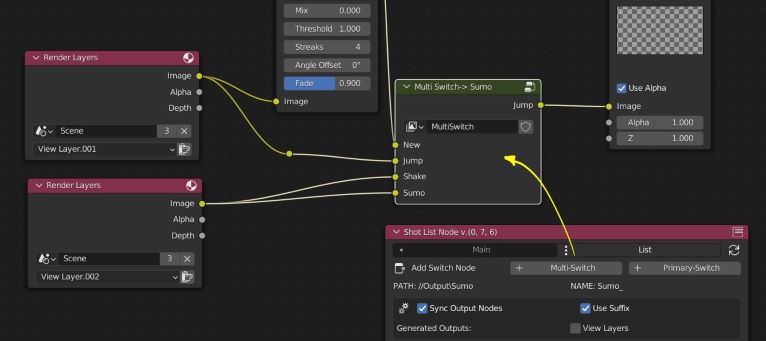 Mix 0.000
Threshold 1.000
Streaks 4
Angle Offset 0°
Fade 0.900
Image
Render Layers
Image
Alpha
Depth
Scene 3
View Layer.001
Render Layers
Image
Alpha
Depth
Scene 3
View Layer.002
Multi Switch-> Sumo
Jump
MultiSwitch
New
Jump
Shake
Sumo
Use Alpha
Image
Alpha 1.000
Z 1.000
Shot List Node v.(0, 7, 6)
Main List
Add Switch Node + Multi-Switch + Primary-Switch
PATH: //Output\Sumo NAME: Sumo_
Sync Output Nodes Use Suffix
Generated Outputs: View Layers